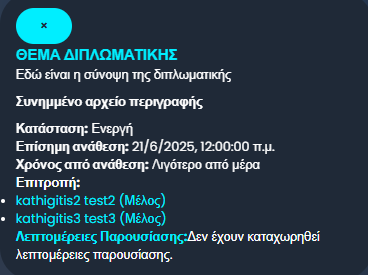 ×
ΘΕΜΑ ΔΙΠΛΩΜΑΤΙΚΗΣ
Εδώ είναι η σύνοψη της διπλωματικής
Συνημμένο αρχείο περιγραφής
Κατάσταση: Ενεργή
Επίσημη ανάθεση: 21/6/2025, 12:00:00 π.μ.
Χρόνος από ανάθεση: Λιγότερο από μέρα
Επιτροπή:
kathigitis2 test2 (Μέλος)
kathigitis3 test3 (Μέλος)
Λεπτομέρειες Παρουσίασης:Δεν έχουν καταχωρηθεί
λεπτομέρειες παρουσίασης.